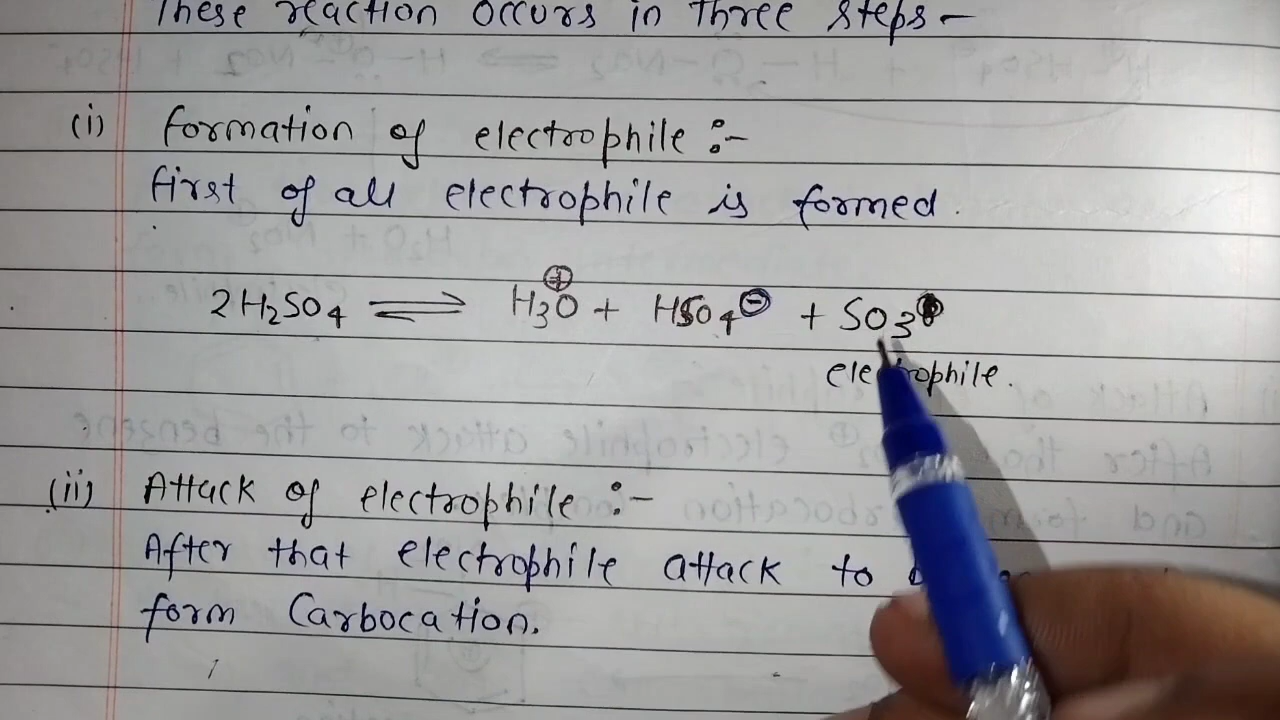 These reaction occurs in three steps -
(i) formation of electrophile :-
first of all electrophile is formed.
2H2SO4 ⇌ H3O⊕ + HSO4⊖ + SO3
electrophile.
(ii) Attack of electrophile :-
After that electrophile attack to
form Carbocation.